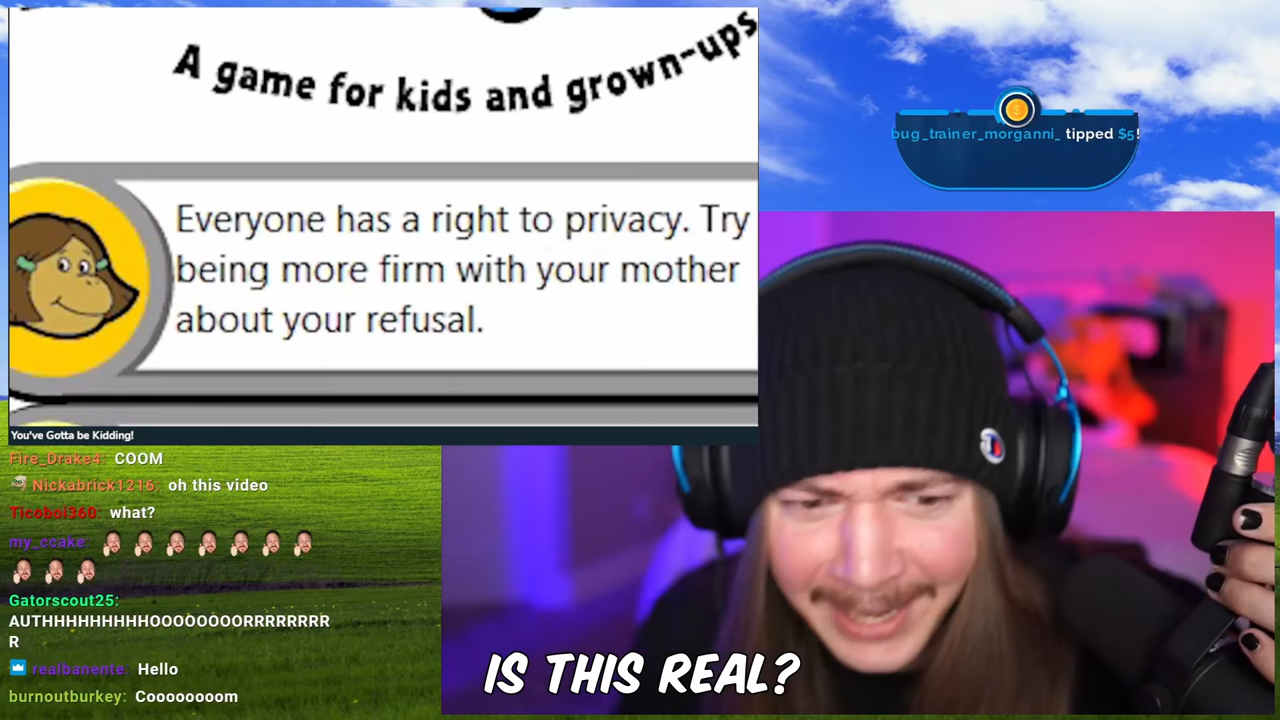 A game for kids and grown-ups
Everyone has a right to privacy. Try
being more firm with your mother
about your refusal.
You've Gotta be Kidding!
bug_trainer_morganni_ tipped $5!
Fire_Drake4: COOM
Nickabrick1216: oh this video
Ticoboi360: what?
my_ccake:
Gatorscout25:
AUTHHHHHHHHHOOOOOOOORRRRRRRR
R
realbanente: Hello
burnoutburkey: Coooooooom
IS THIS REAL?